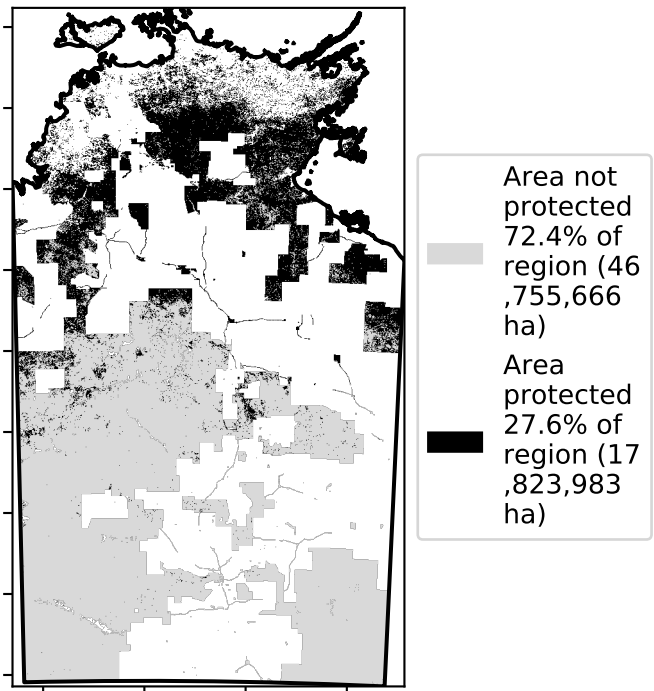 Area not
protected
72.4% of
region (46
,755,666
ha)
Area
protected
27.6% of
region (17
,823,983
ha)